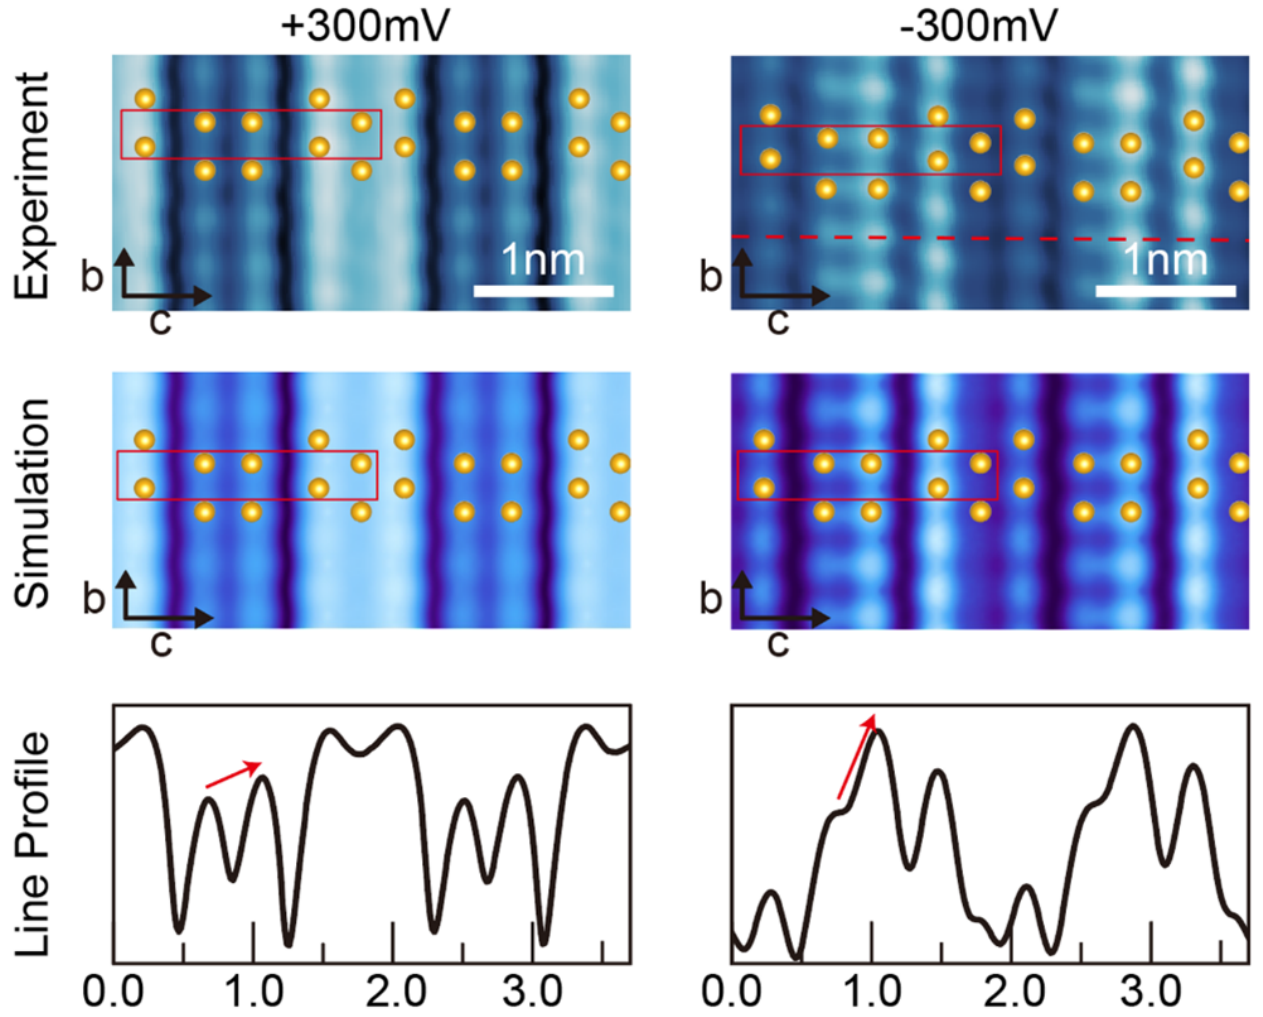 +300mV
-300mV
Experiment
1nm
b
c
1nm
b
c
Simulation
b
c
b
c
Line Profile
0.0 1.0 2.0 3.0
0.0 1.0 2.0 3.0